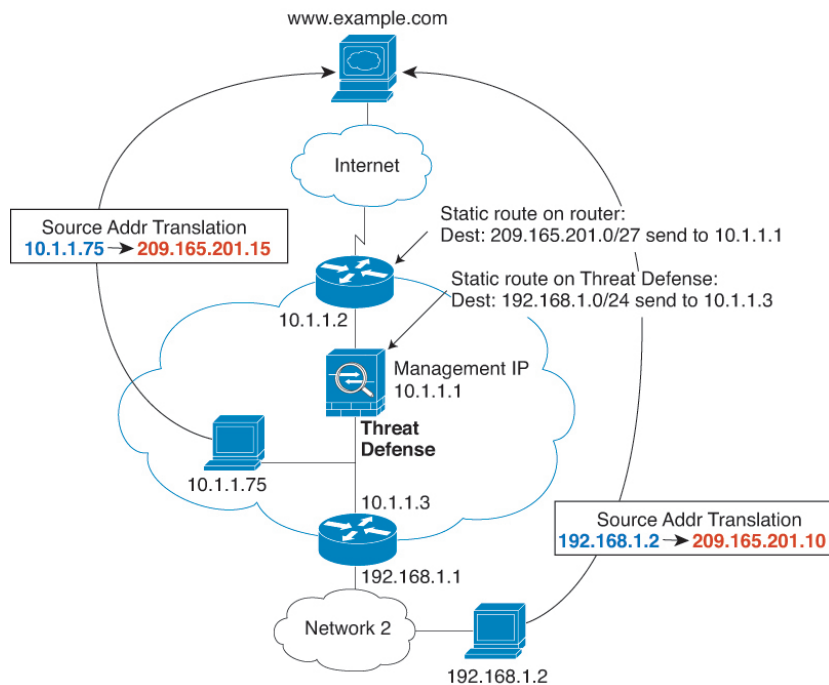 www.example.com
Internet
Source Addr Translation
10.1.1.75 → 209.165.201.15
Static route on router:
Dest: 209.165.201.0/27 send to 10.1.1.1
Static route on Threat Defense:
Dest: 192.168.1.0/24 send to 10.1.1.3
10.1.1.2
Management IP
10.1.1.1
Threat
Defense
10.1.1.75
10.1.1.3
Source Addr Translation
192.168.1.2 → 209.165.201.10
192.168.1.1
Network 2
192.168.1.2